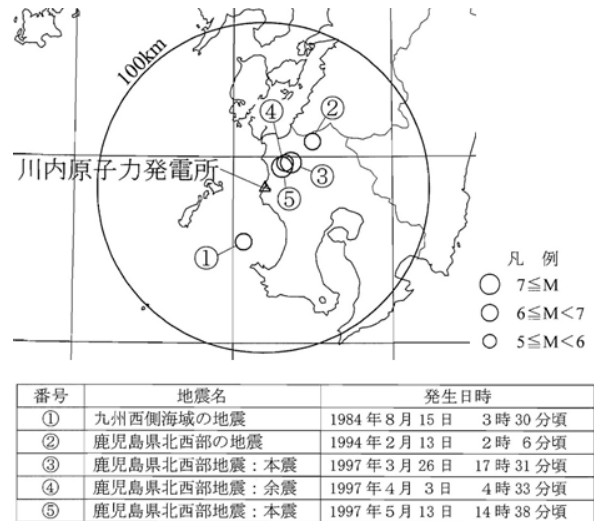 100km
④
②
川内原子力発電所
③
⑤
①
凡 例
7≦M
6≦M<7
5≦M<6
番号 地震名 発生日時
① 九州西側海域の地震 1984年8月15日 3時30分頃
② 鹿児島県北西部の地震 1994年2月13日 2時 6分頃
③ 鹿児島県北西部地震：本震 1997年3月26日 17時31分頃
④ 鹿児島県北西部地震：余震 1997年4月 3日 4時33分頃
⑤ 鹿児島県北西部地震：本震 1997年5月13日 14時38分頃